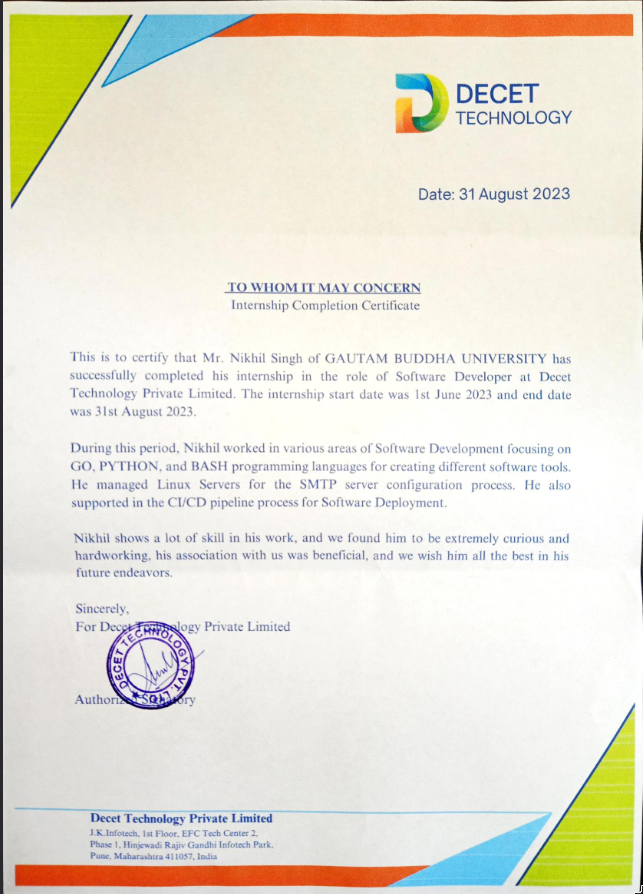 DECET
TECHNOLOGY
Date: 31 August 2023
TO WHOM IT MAY CONCERN
Internship Completion Certificate
This is to certify that Mr. Nikhil Singh of GAUTAM BUDDHA UNIVERSITY has
successfully completed his internship in the role of Software Developer at Decet
Technology Private Limited. The internship start date was 1st June 2023 and end date
was 31st August 2023.
During this period, Nikhil worked in various areas of Software Development focusing on
GO, PYTHON, and BASH programming languages for creating different software tools.
He managed Linux Servers for the SMTP server configuration process. He also
supported in the CI/CD pipeline process for Software Deployment.
Nikhil shows a lot of skill in his work, and we found him to be extremely curious and
hardworking, his association with us was beneficial, and we wish him all the best in his
future endeavors.
Sincerely,
For Decet Technology Private Limited
DECET TECHNOLOGY PVT. LTD.
Authorized Signatory
Decet Technology Private Limited
J.K.Infotech, 1st Floor, EFC Tech Center 2,
Phase 1, Hinjewadi Rajiv Gandhi Infotech Park,
Pune, Maharashtra 411057, India